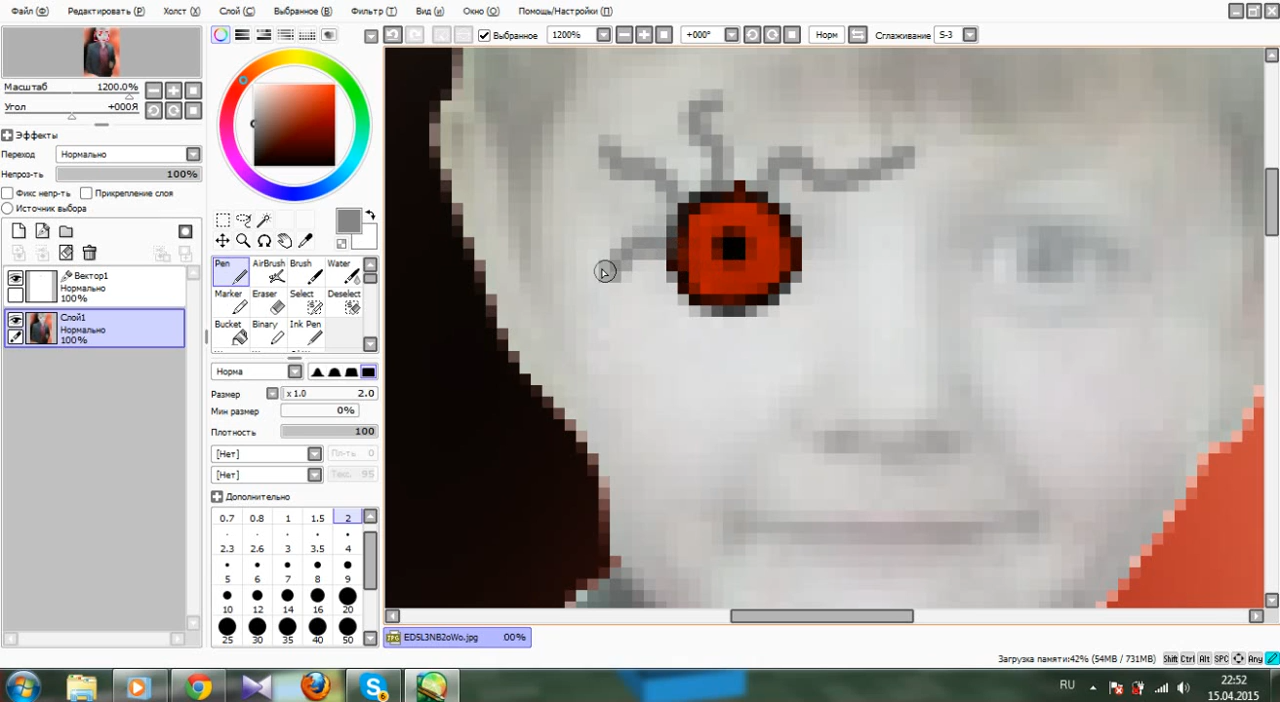 Файл (F) Редактировать (P) Холст (X) Слой (C) Выбранное (B) Фильтр (T) Вид (и) Окно (O) Помощь/Настройки (П)
Выбранное 1200% +000° Норм Сглаживание S-3
Масштаб 1200.0%
Угол +000Я
Эффекты
Переход Нормально
Непроз-ть 100%
Фикс непр-ть Прикрепление слоя
Источник выбора
Вектор1
Нормально
100%
Слой1
Нормально
100%
Pen AirBrush Brush Water
Marker Eraser Select Deselect
Bucket Binary Ink Pen
Норма
Размер x 1.0 2.0
Мин размер 0%
Плотность 100
[Нет] Пл-ть 0
[Нет] Текс. 95
Дополнительно
0.7 0.8 1 1.5 2
2.3 2.6 3 3.5 4
5 6 7 8 9
10 12 14 16 20
25 30 35 40 50
ED5L3NB2oWo.jpg 00%
Загрузка памяти:42% (54MB / 731MB) Shift Ctrl Alt SPC Any
RU 22:52
15.04.2015